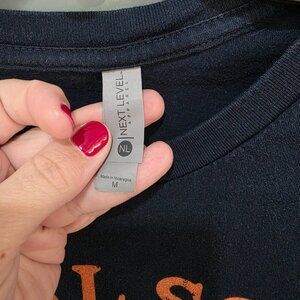 NEXT LEVEL
APPAREL
NL
Made in Nicaragua
M